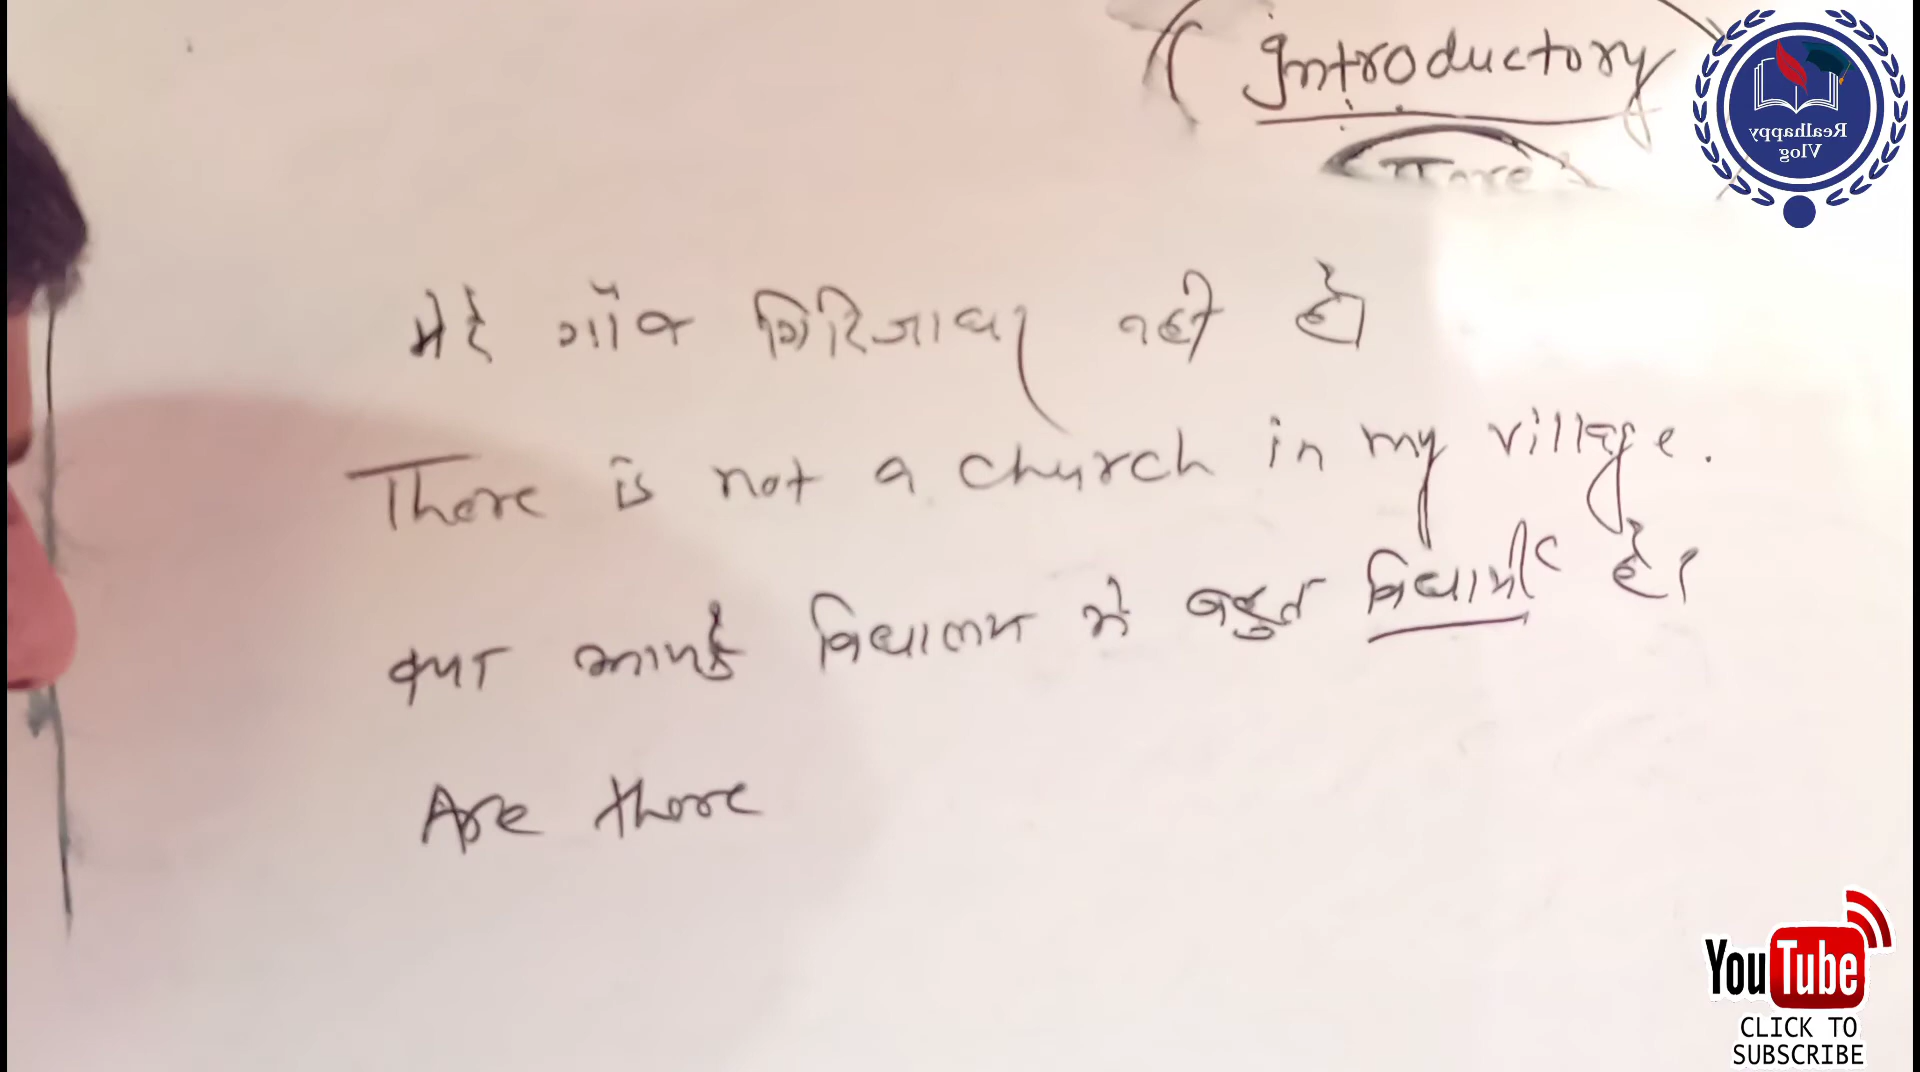 ( Introductory
There
Realhappy
Vlog
मेरे गाँव गिरिजाघर नही है।
There is not a church in my village.
क्या आपके विद्यालय मे बहुत विद्यार्थी है।
Are there
YouTube
CLICK TO
SUBSCRIBE